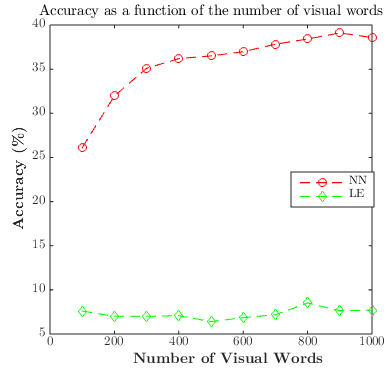 Accuracy as a function of the number of visual words
Accuracy (%)
40
35
30
25
20
15
10
5
NN
LE
0
200
400
600
800
1000
Number of Visual Words